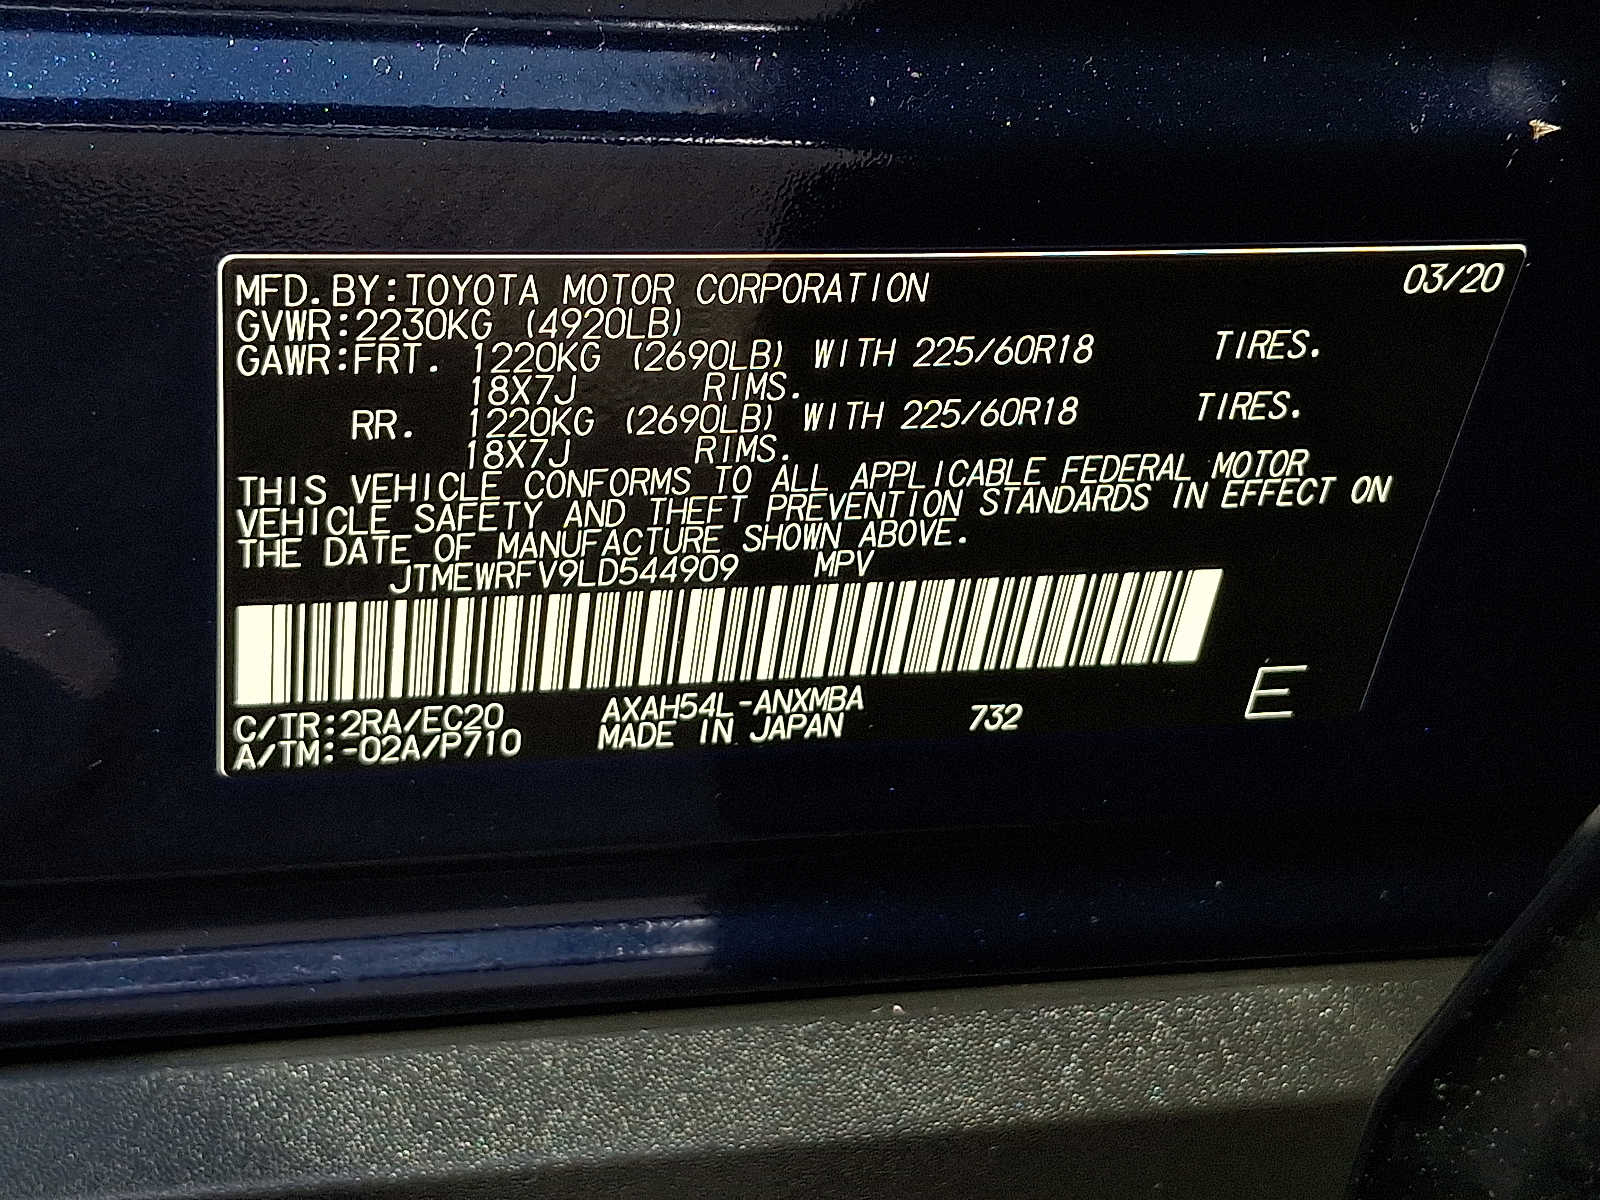 MFD. BY: TOYOTA MOTOR CORPORATION 03/20
GVWR: 2230KG (4920LB)
GAWR: FRT. 1220KG (2690LB) WITH 225/60R18 TIRES.
18X7J RIMS.
RR. 1220KG (2690LB) WITH 225/60R18 TIRES.
18X7J RIMS.
THIS VEHICLE CONFORMS TO ALL APPLICABLE FEDERAL MOTOR
VEHICLE SAFETY AND THEFT PREVENTION STANDARDS IN EFFECT ON
THE DATE OF MANUFACTURE SHOWN ABOVE.
JTMEWRFV9LD544909 MPV
C/TR:2RA/EC20 AXAH54L-ANXMBA 732 E
A/TM:-02A/P710 MADE IN JAPAN